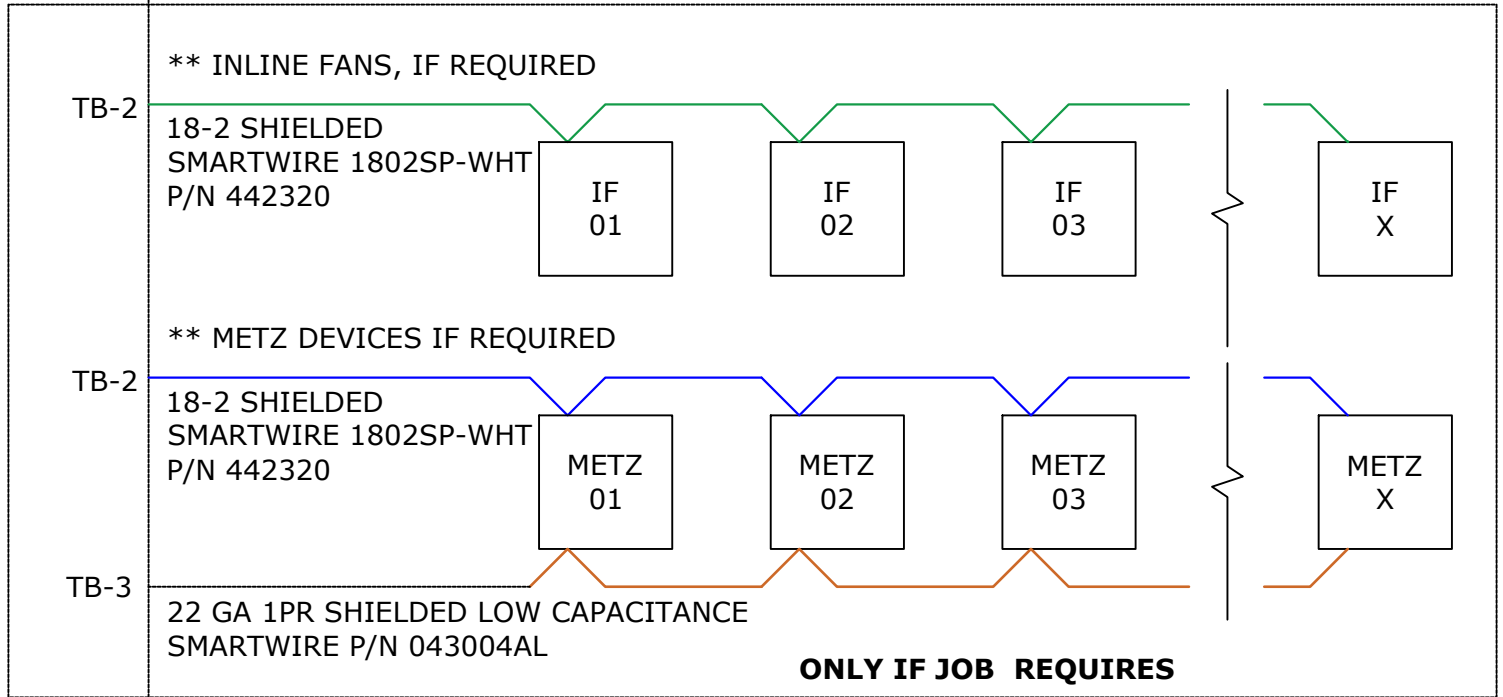 ** INLINE FANS, IF REQUIRED
TB-2
18-2 SHIELDED
SMARTWIRE 1802SP-WHT
P/N 442320
IF
01
IF
02
IF
03
IF
X
** METZ DEVICES IF REQUIRED
TB-2
18-2 SHIELDED
SMARTWIRE 1802SP-WHT
P/N 442320
METZ
01
METZ
02
METZ
03
METZ
X
TB-3
22 GA 1PR SHIELDED LOW CAPACITANCE
SMARTWIRE P/N 043004AL
ONLY IF JOB REQUIRES